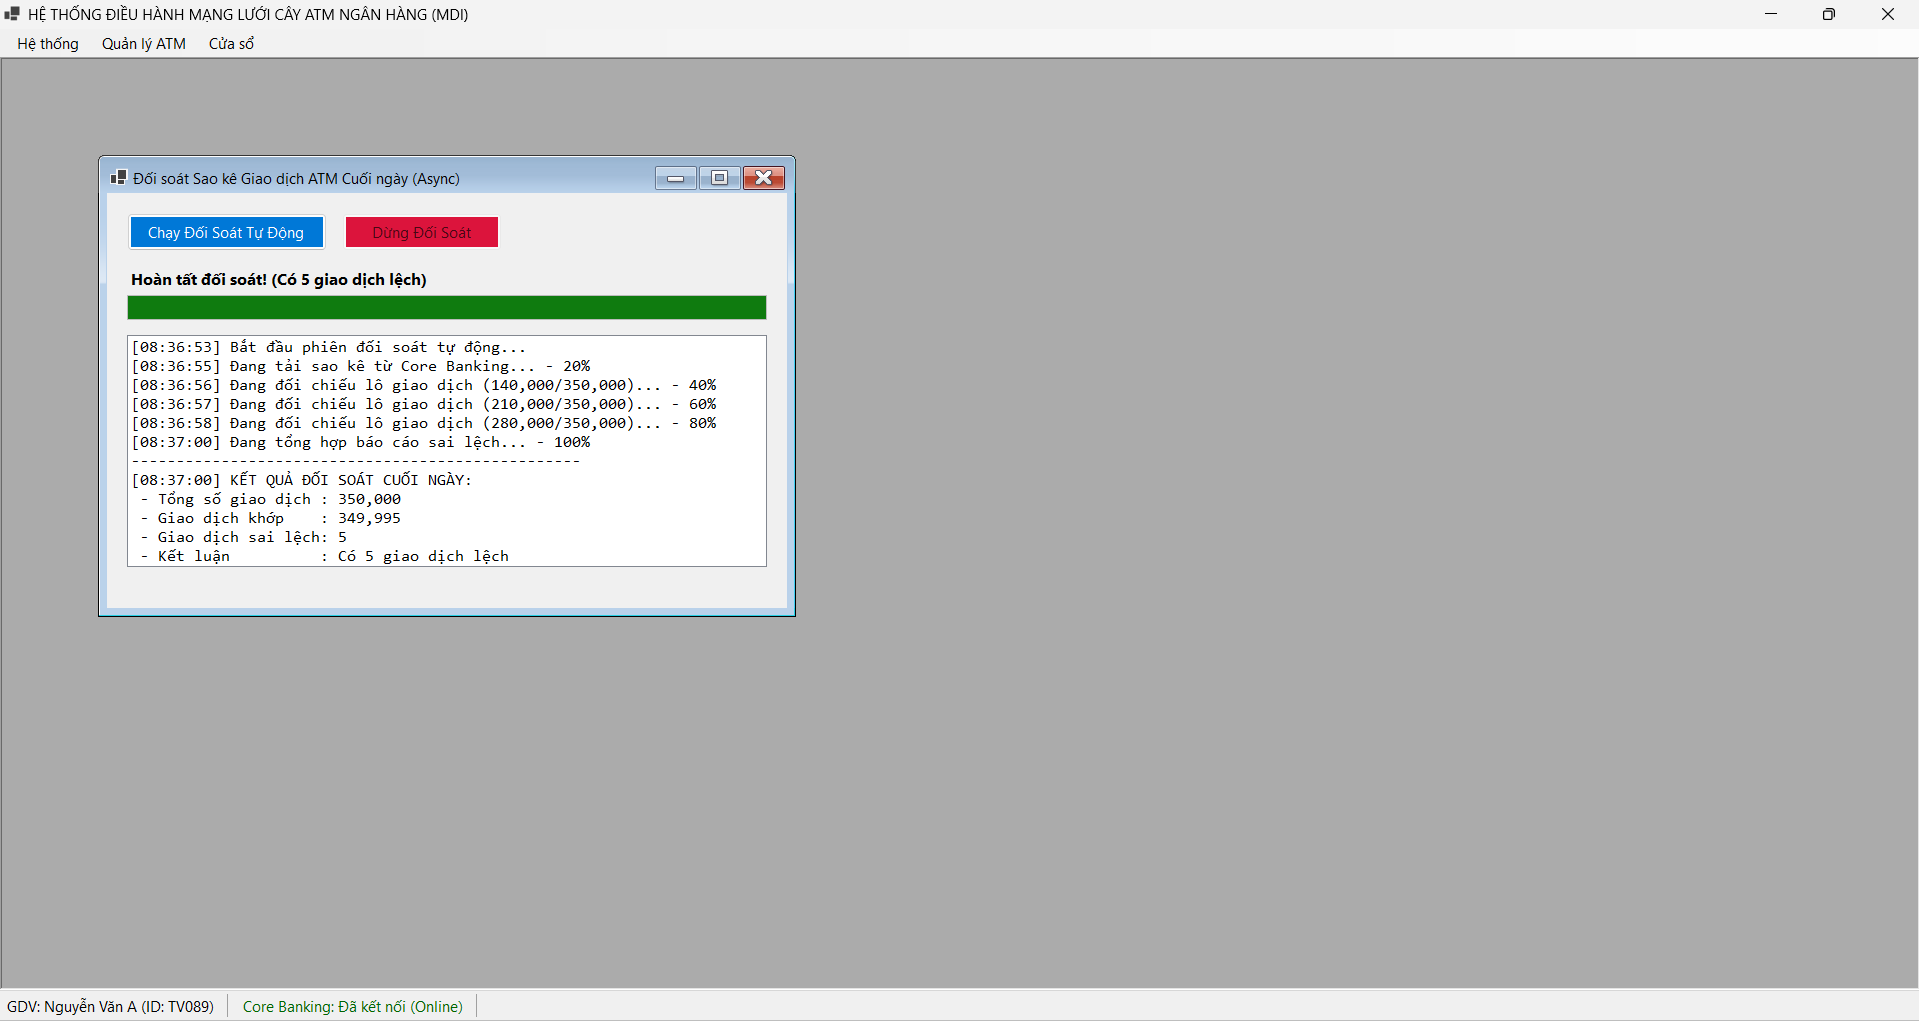 HỆ THỐNG ĐIỀU HÀNH MẠNG LƯỚI CÂY ATM NGÂN HÀNG (MDI)
Hệ thống Quản lý ATM Cửa sổ
Đối soát Sao kê Giao dịch ATM Cuối ngày (Async)
Chạy Đối Soát Tự Động Dừng Đối Soát
Hoàn tất đối soát! (Có 5 giao dịch lệch)
[08:36:53] Bắt đầu phiên đối soát tự động...
[08:36:55] Đang tải sao kê từ Core Banking... - 20%
[08:36:56] Đang đối chiếu lô giao dịch (140,000/350,000)... - 40%
[08:36:57] Đang đối chiếu lô giao dịch (210,000/350,000)... - 60%
[08:36:58] Đang đối chiếu lô giao dịch (280,000/350,000)... - 80%
[08:37:00] Đang tổng hợp báo cáo sai lệch... - 100%
--------------------------------------------------
[08:37:00] KẾT QUẢ ĐỐI SOÁT CUỐI NGÀY:
- Tổng số giao dịch : 350,000
- Giao dịch khớp    : 349,995
- Giao dịch sai lệch: 5
- Kết luận          : Có 5 giao dịch lệch
GDV: Nguyễn Văn A (ID: TV089) Core Banking: Đã kết nối (Online)